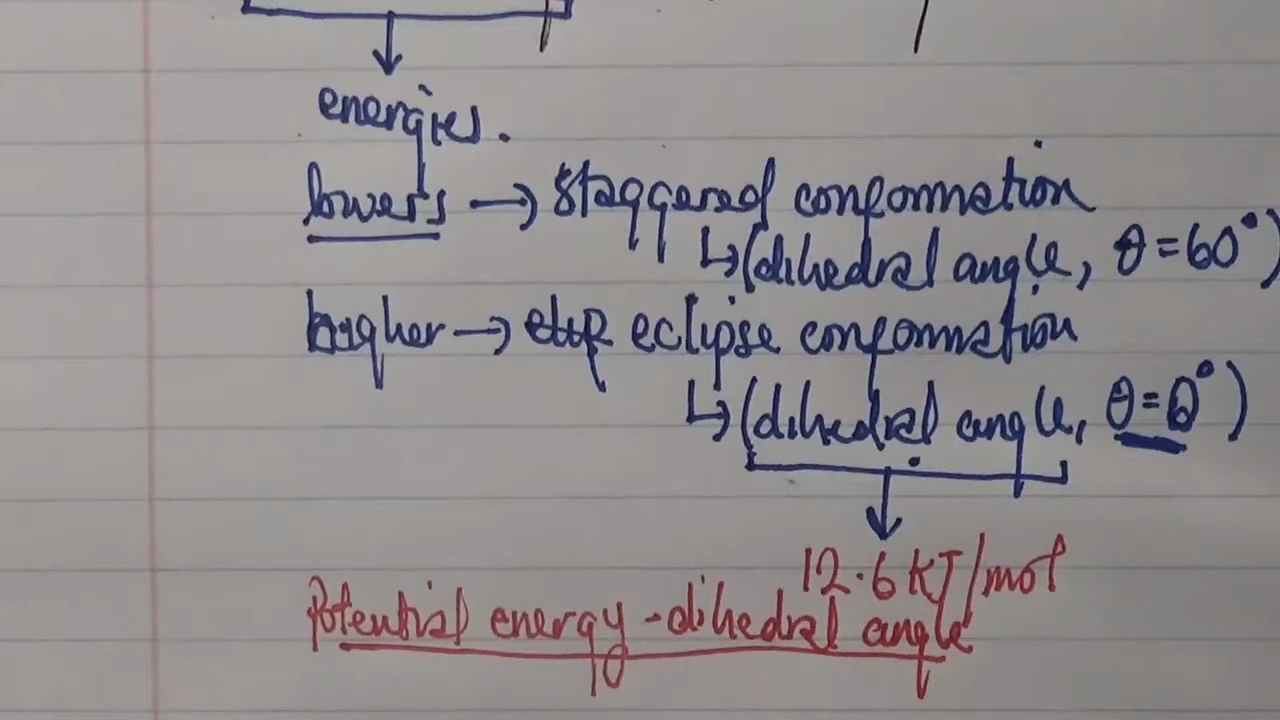 energies.
lowers → staggered conformation
↳ (dihedral angle, θ = 60°)
higher → eclipse conformation
↳ (dihedral angle, θ = 0°)
12.6 KJ/mol
Potential energy - dihedral angle